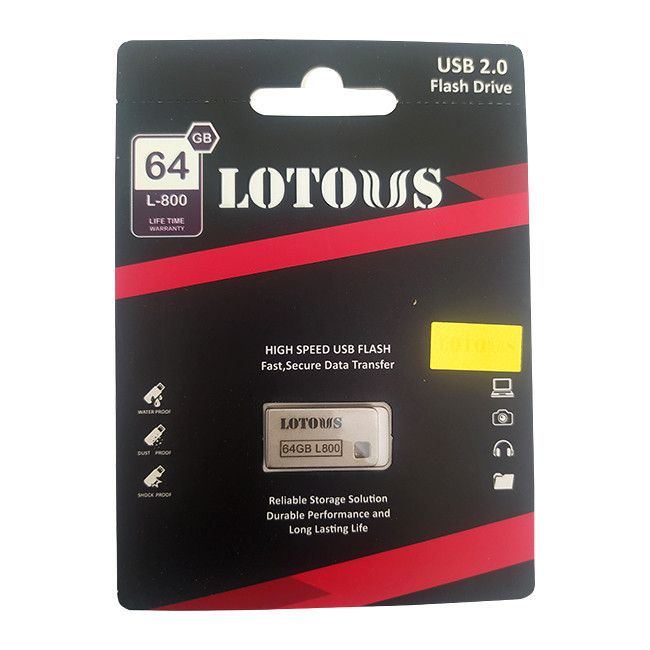 USB 2.0
Flash Drive
GB
64
L-800
LIFE TIME
WARRANTY
LOTOUS
HIGH SPEED USB FLASH
Fast,Secure Data Transfer
LOTOUS
WATER PROOF
DUST PROOF
SHOCK PROOF
LOTOUS
64GB L800
Reliable Storage Solution
Durable Performance and
Long Lasting Life